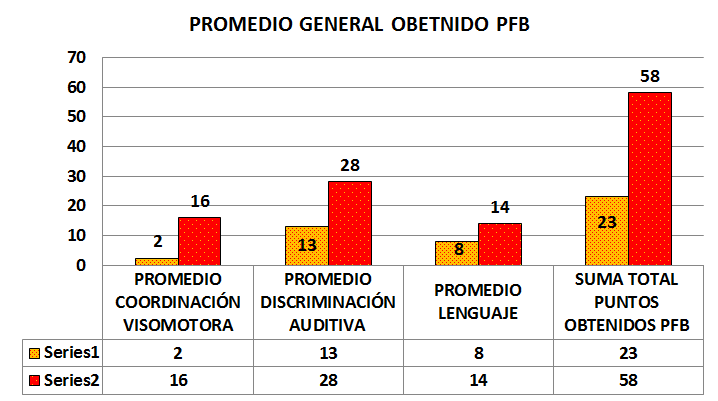 PROMEDIO GENERAL OBETNIDO PFB
70
60
50
40
30
20
10
0
2
16
13
28
8
14
23
58
PROMEDIO
COORDINACIÓN
VISOMOTORA
PROMEDIO
DISCRIMINACIÓN
AUDITIVA
PROMEDIO
LENGUAJE
SUMA TOTAL
PUNTOS
OBTENIDOS PFB
Series1 2 13 8 23
Series2 16 28 14 58